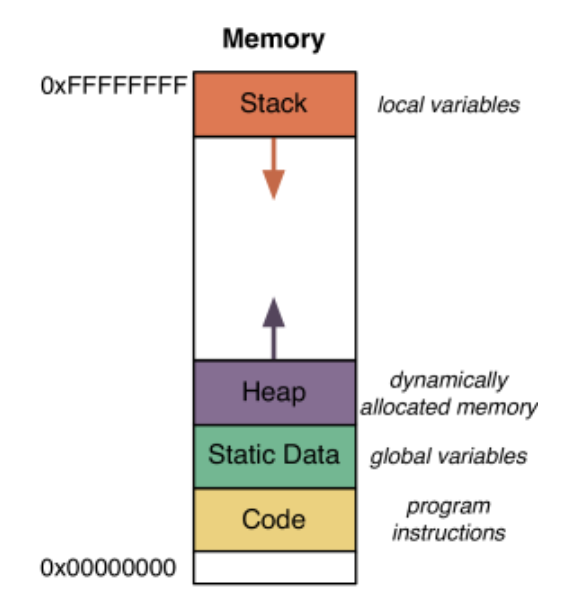 Memory
0xFFFFFFFF
Stack
local variables
Heap
dynamically
allocated memory
Static Data
global variables
Code
program
instructions
0x00000000